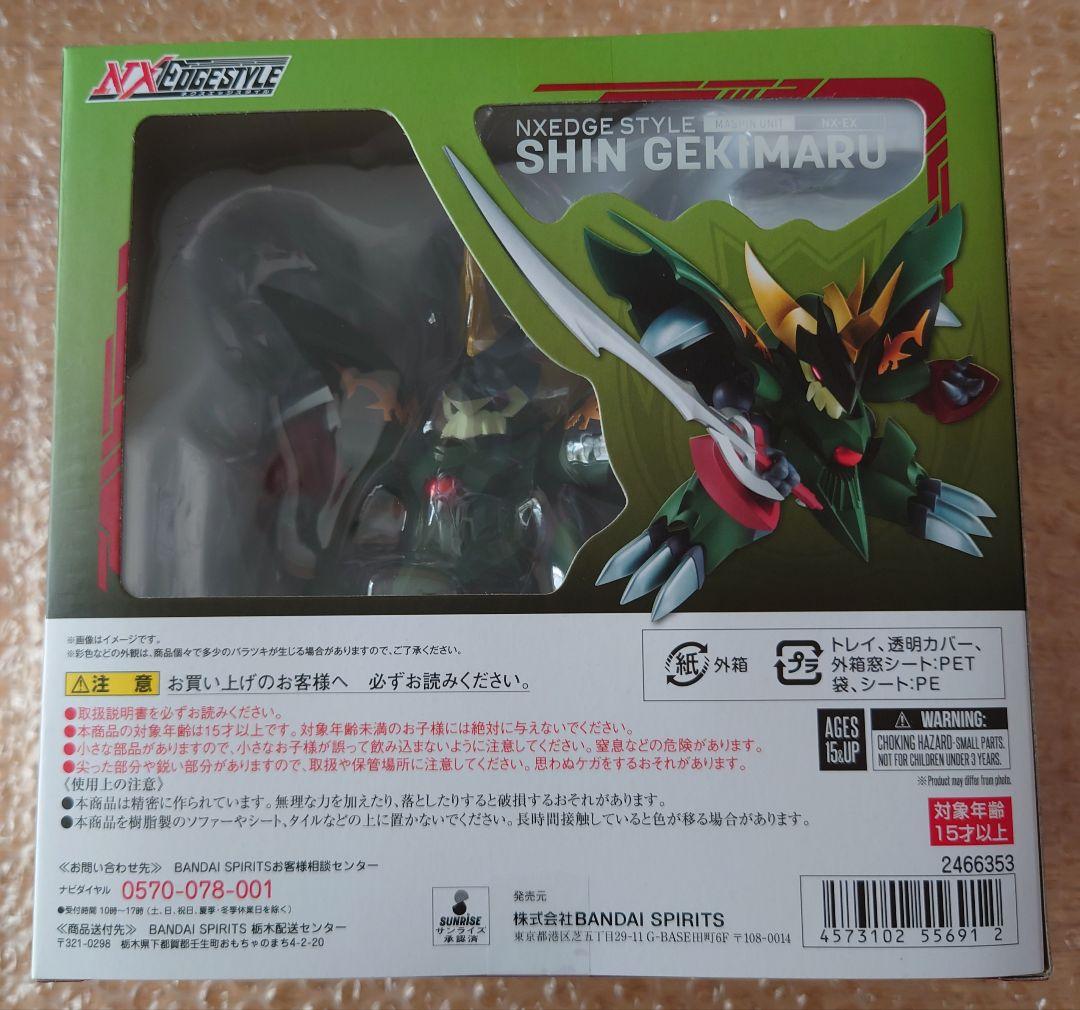 NXEDGESTYLE
ネクスエッジスタイル
NXEDGE STYLE MASHIN UNIT NX-EX
SHIN GEKIMARU
※画像はイメージです。
※彩色などの外観は、商品個々で多少のバラツキが生じる場合がありますので、ご了承ください。
⚠注 意 お買い上げのお客様へ 必ずお読みください。
●取扱説明書を必ずお読みください。
●本商品の対象年齢は15才以上です。対象年齢未満のお子様には絶対に与えないでください。
●小さな部品がありますので、小さなお子様が誤って飲み込まないように注意してください。窒息などの危険があります。
●尖った部分や鋭い部分がありますので、取扱や保管場所に注意してください。思わぬケガをするおそれがあります。
《使用上の注意》
●本商品は精密に作られています。無理な力を加えたり、落としたりすると破損するおそれがあります。
●本商品を樹脂製のソファーやシート、タイルなどの上に置かないでください。長時間接触していると色が移る場合があります。
紙 外箱
プラ トレイ、透明カバー、
外箱窓シート:PET
袋、シート:PE
AGES
15&UP
⚠ WARNING:
CHOKING HAZARD-SMALL PARTS.
NOT FOR CHILDREN UNDER 3 YEARS.
※Product may differ from photo.
対象年齢
15才以上
2466353
≪お問い合わせ先≫ BANDAI SPIRITSお客様相談センター
ナビダイヤル 0570-078-001
●受付時間 10時〜17時（土、日、祝日、夏季・冬季休業日を除く）
≪商品送付先≫ BANDAI SPIRITS 栃木配送センター
〒321-0298 栃木県下都賀郡壬生町おもちゃのまち4-2-20
SUNRISE
サンライズ
承認済
発売元
株式会社BANDAI SPIRITS
東京都港区芝五丁目29-11 G-BASE田町6F 〒108-0014
4573102 55691 2